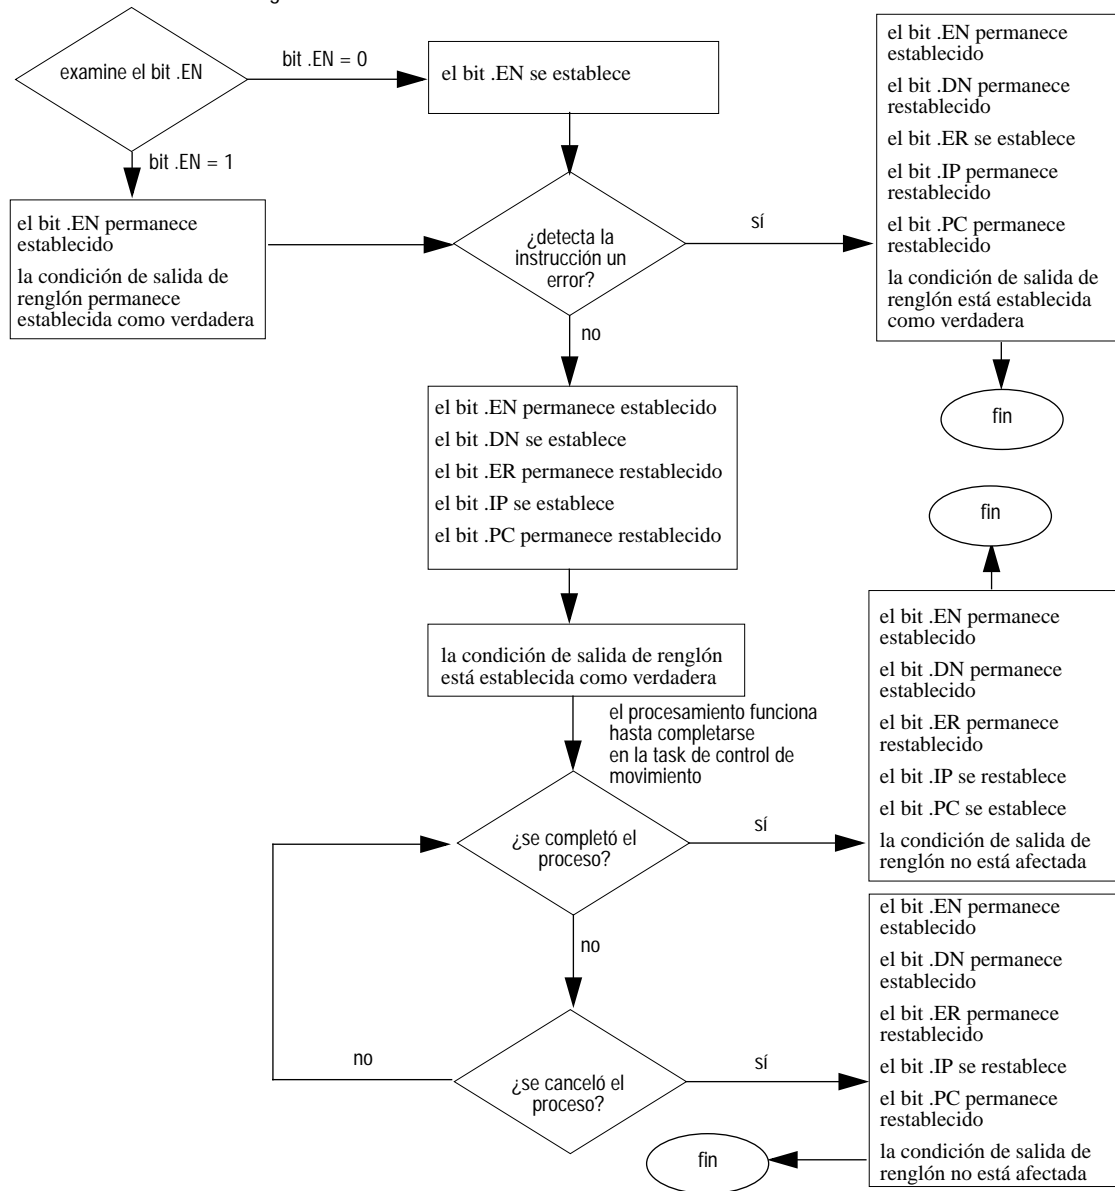 examine el bit .EN
bit .EN = 0
el bit .EN se establece
bit .EN = 1
el bit .EN permanece
establecido
la condición de salida de
renglón permanece
establecida como verdadera
¿detecta la
instrucción un
error?
sí
el bit .EN permanece
establecido
el bit .DN permanece
restablecido
el bit .ER se establece
el bit .IP permanece
restablecido
el bit .PC permanece
restablecido
la condición de salida de
renglón está establecida
como verdadera
fin
no
el bit .EN permanece establecido
el bit .DN se establece
el bit .ER permanece restablecido
el bit .IP se establece
el bit .PC permanece restablecido
la condición de salida de renglón
está establecida como verdadera
el procesamiento funciona
hasta completarse
en la task de control de
movimiento
¿se completó el
proceso?
sí
fin
el bit .EN permanece
establecido
el bit .DN permanece
establecido
el bit .ER permanece
restablecido
el bit .IP se restablece
el bit .PC se establece
la condición de salida de
renglón no está afectada
no
¿se canceló el
proceso?
no
sí
el bit .EN permanece
establecido
el bit .DN permanece
establecido
el bit .ER permanece
restablecido
el bit .IP se restablece
el bit .PC permanece
restablecido
la condición de salida de
renglón no está afectada
fin